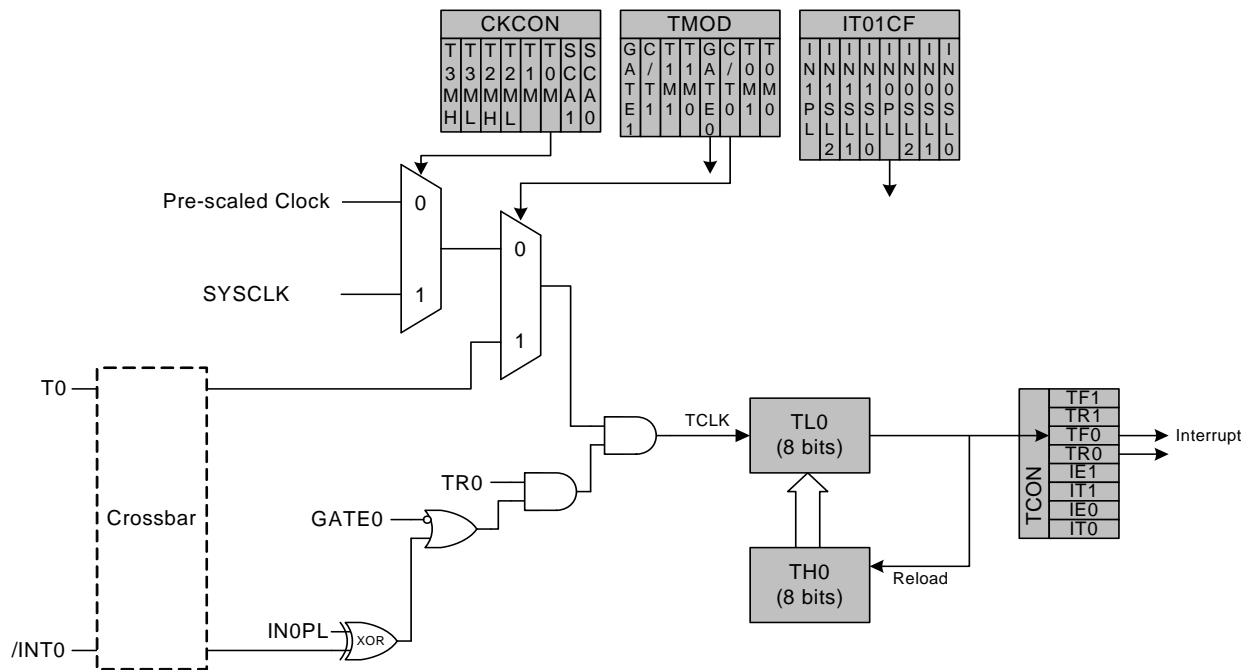 CKCON
T3MH
T3ML
T2MH
T2ML
T1M
T0M
SCA1
SCA0
TMOD
GATE1
C/T1
T1M1
T1M0
GATE0
C/T0
T0M1
T0M0
IT01CF
IN1PL
IN1SL2
IN1SL1
IN1SL0
IN0PL
IN0SL2
IN0SL1
IN0SL0
Pre-scaled Clock
0
SYSCLK
1
0
1
T0
Crossbar
/INT0
GATE0
TR0
IN0PL
XOR
TCLK
TL0
(8 bits)
TH0
(8 bits)
Reload
TCON
TF1
TR1
TF0
TR0
IE1
IT1
IE0
IT0
Interrupt